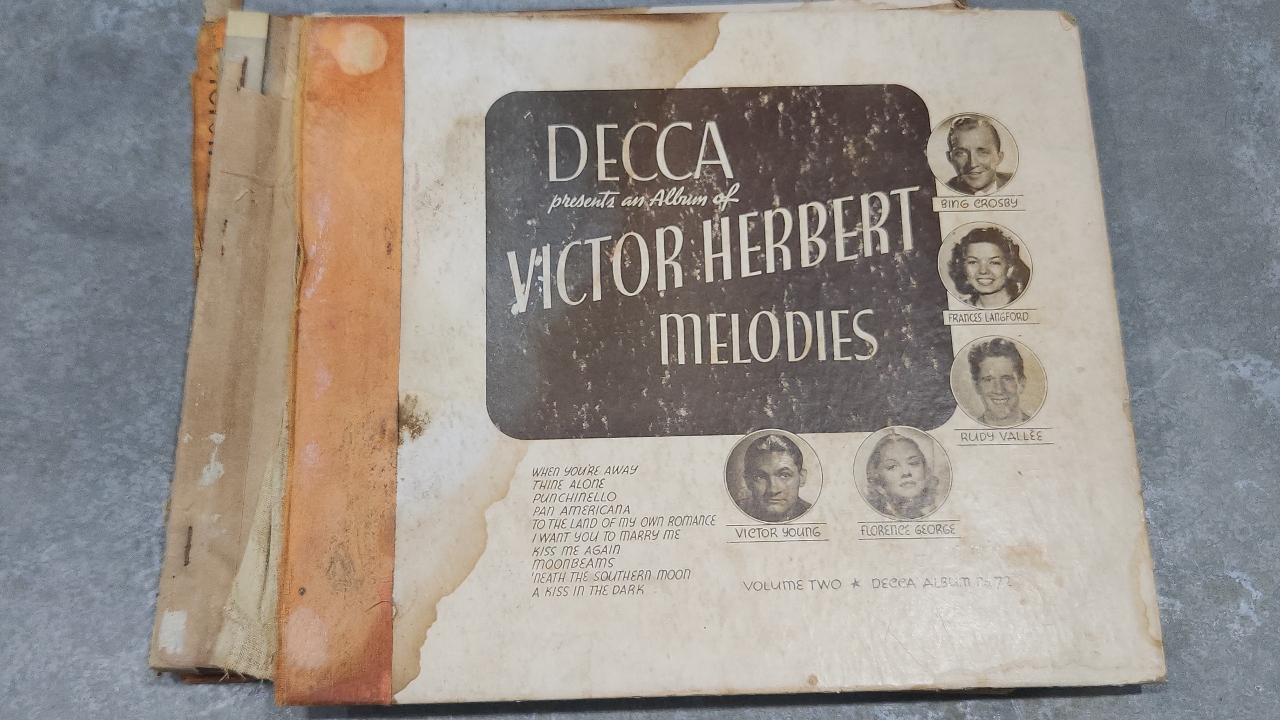 DECCA
presents an Album of
VICTOR HERBERT
MELODIES
BING CROSBY
FRANCES LANGFORD
RUDY VALLÉE
VICTOR YOUNG
FLORENCE GEORGE
WHEN YOU'RE AWAY
THINE ALONE
PUNCHINELLO
PAN AMERICANA
TO THE LAND OF MY OWN ROMANCE
I WANT YOU TO MARRY ME
KISS ME AGAIN
MOONBEAMS
'NEATH THE SOUTHERN MOON
A KISS IN THE DARK
VOLUME TWO ★ DECCA ALBUM No. 72